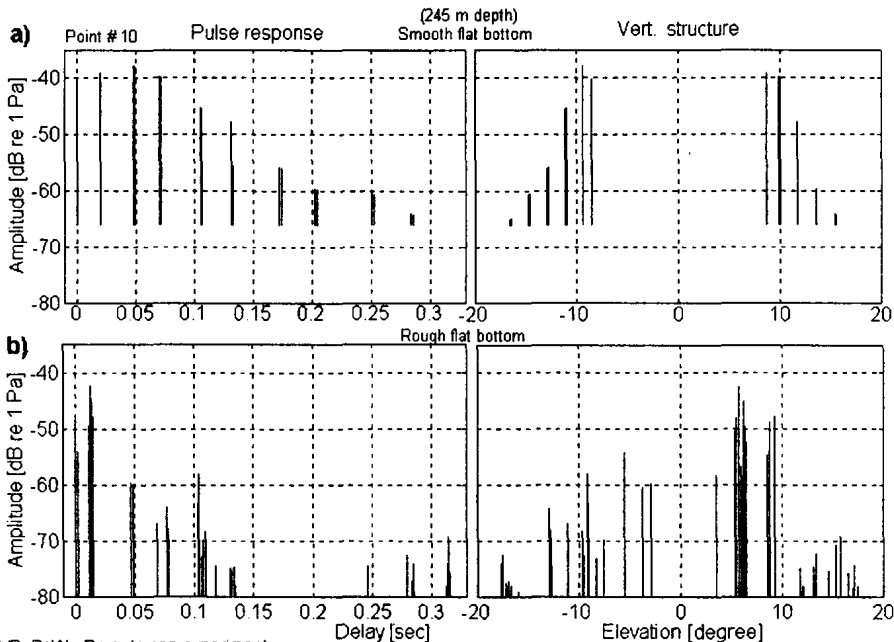 (245 m depth)
a) Point # 10 Pulse response Smooth flat bottom Vert. structure
Amplitude [dB re 1 Pa]
-40
-50
-60
-70
-80
0 0.05 0.1 0.15 0.2 0.25 0.3 -20 -10 0 10 20
b) Rough flat bottom
Amplitude [dB re 1 Pa]
-40
-50
-60
-70
-80
0 0.05 0.1 0.15 0.2 0.25 0.3 -20 -10 0 10 20
Delay [sec] Elevation [degree]